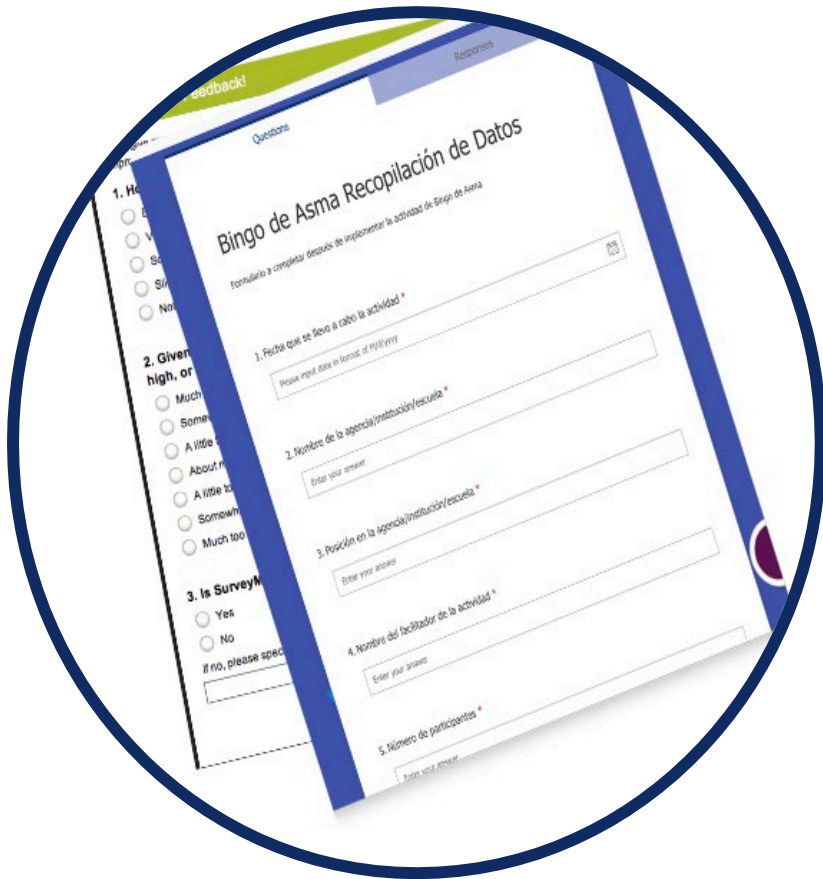 Feedback!
1. Ho
2. Given
high, or
Much
Somew
A little
About
A little to
Somewh
Much too
3. Is SurveyM
Yes
No
If no, please spec
Questions
Responses
Bingo de Asma Recopilación de Datos
Formulario a completar después de implementar la actividad de Bingo de Asma
1. Fecha que se llevo a cabo la actividad *
Please input date in format of M/d/yyyy
2. Nombre de la agencia/institución/escuela *
Enter your answer
3. Posición en la agencia/institución/escuela *
Enter your answer
4. Nombre del facilitador de la actividad *
Enter your answer
5. Número de participantes *
Enter your answer